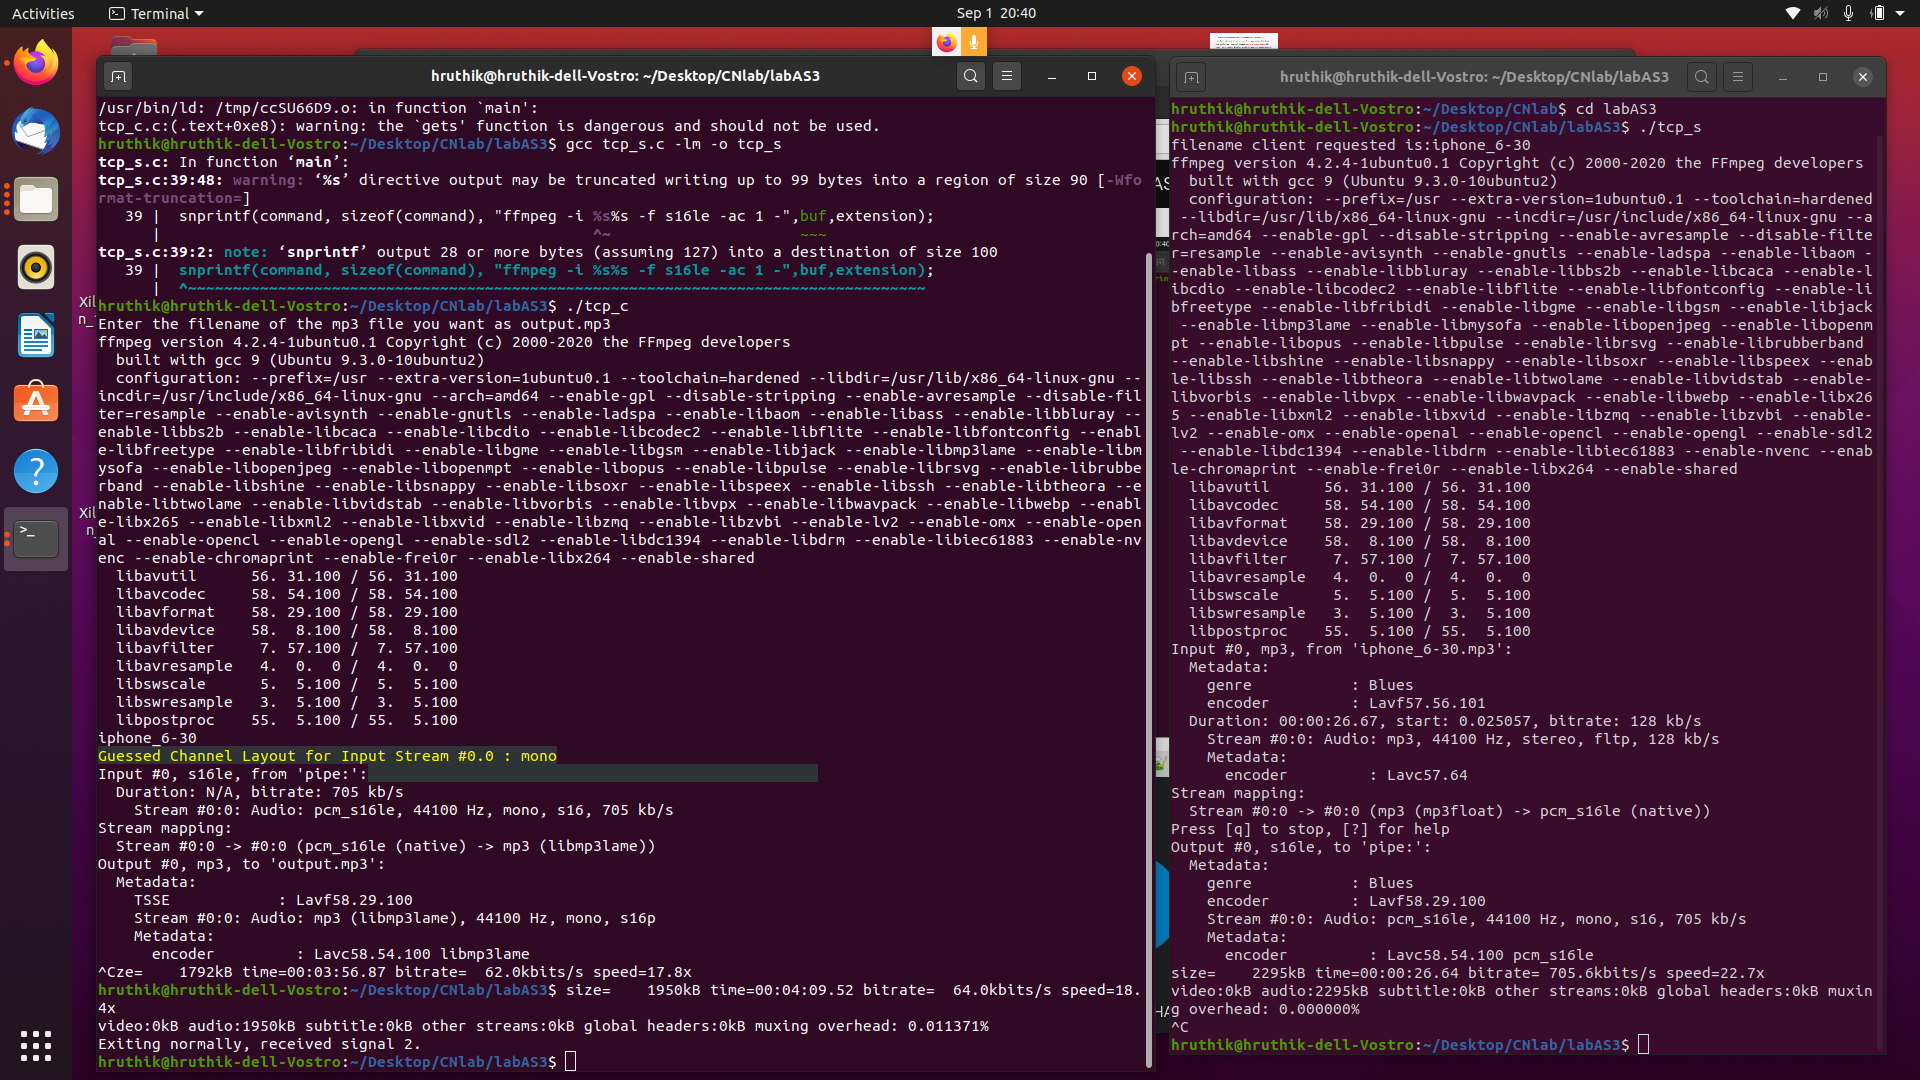 Activities
Terminal
Sep 1 20:40
hruthik@hruthik-dell-Vostro: ~/Desktop/CNlab/labAS3
/usr/bin/ld: /tmp/ccSU66D9.o: in function `main':
tcp_c.c:(.text+0xe8): warning: the `gets' function is dangerous and should not be used.
hruthik@hruthik-dell-Vostro:~/Desktop/CNlab/labAS3$ gcc tcp_s.c -lm -o tcp_s
tcp_s.c: In function ‘main’:
tcp_s.c:39:48: warning: ‘%s’ directive output may be truncated writing up to 99 bytes into a region of size 90 [-Wfo
rmat-truncation=]
39 | snprintf(command, sizeof(command), "ffmpeg -i %s%s -f s16le -ac 1 -",buf,extension);
| ^~ ~~~
tcp_s.c:39:2: note: ‘snprintf’ output 28 or more bytes (assuming 127) into a destination of size 100
39 | snprintf(command, sizeof(command), "ffmpeg -i %s%s -f s16le -ac 1 -",buf,extension);
| ^~~~~~~~~~~~~~~~~~~~~~~~~~~~~~~~~~~~~~~~~~~~~~~~~~~~~~~~~~~~~~~~~~~~~~~~~~~~~~~~~~~
hruthik@hruthik-dell-Vostro:~/Desktop/CNlab/labAS3$ ./tcp_c
Enter the filename of the mp3 file you want as output.mp3
ffmpeg version 4.2.4-1ubuntu0.1 Copyright (c) 2000-2020 the FFmpeg developers
built with gcc 9 (Ubuntu 9.3.0-10ubuntu2)
configuration: --prefix=/usr --extra-version=1ubuntu0.1 --toolchain=hardened --libdir=/usr/lib/x86_64-linux-gnu --
incdir=/usr/include/x86_64-linux-gnu --arch=amd64 --enable-gpl --disable-stripping --enable-avresample --disable-fil
ter=resample --enable-avisynth --enable-gnutls --enable-ladspa --enable-libaom --enable-libass --enable-libbluray --
enable-libbs2b --enable-libcaca --enable-libcdio --enable-libcodec2 --enable-libflite --enable-libfontconfig --enabl
e-libfreetype --enable-libfribidi --enable-libgme --enable-libgsm --enable-libjack --enable-libmp3lame --enable-libm
ysofa --enable-libopenjpeg --enable-libopenmpt --enable-libopus --enable-libpulse --enable-librsvg --enable-librubbe
rband --enable-libshine --enable-libsnappy --enable-libsoxr --enable-libspeex --enable-libssh --enable-libtheora --e
nable-libtwolame --enable-libvidstab --enable-libvorbis --enable-libvpx --enable-libwavpack --enable-libwebp --enabl
e-libx265 --enable-libxml2 --enable-libxvid --enable-libzmq --enable-libzvbi --enable-lv2 --enable-omx --enable-open
al --enable-opencl --enable-opengl --enable-sdl2 --enable-libdc1394 --enable-libdrm --enable-libiec61883 --enable-nv
enc --enable-chromaprint --enable-frei0r --enable-libx264 --enable-shared
libavutil 56. 31.100 / 56. 31.100
libavcodec 58. 54.100 / 58. 54.100
libavformat 58. 29.100 / 58. 29.100
libavdevice 58. 8.100 / 58. 8.100
libavfilter 7. 57.100 / 7. 57.100
libavresample 4. 0. 0 / 4. 0. 0
libswscale 5. 5.100 / 5. 5.100
libswresample 3. 5.100 / 3. 5.100
libpostproc 55. 5.100 / 55. 5.100
iphone_6-30
Guessed Channel Layout for Input Stream #0.0 : mono
Input #0, s16le, from 'pipe:':
Duration: N/A, bitrate: 705 kb/s
Stream #0:0: Audio: pcm_s16le, 44100 Hz, mono, s16, 705 kb/s
Stream mapping:
Stream #0:0 -> #0:0 (pcm_s16le (native) -> mp3 (libmp3lame))
Output #0, mp3, to 'output.mp3':
Metadata:
TSSE : Lavf58.29.100
Stream #0:0: Audio: mp3 (libmp3lame), 44100 Hz, mono, s16p
Metadata:
encoder : Lavc58.54.100 libmp3lame
^Cze= 1792kB time=00:03:56.87 bitrate= 62.0kbits/s speed=17.8x
hruthik@hruthik-dell-Vostro:~/Desktop/CNlab/labAS3$ size= 1950kB time=00:04:09.52 bitrate= 64.0kbits/s speed=18.
4x
video:0kB audio:1950kB subtitle:0kB other streams:0kB global headers:0kB muxing overhead: 0.011371%
Exiting normally, received signal 2.
hruthik@hruthik-dell-Vostro:~/Desktop/CNlab/labAS3$
hruthik@hruthik-dell-Vostro: ~/Desktop/CNlab/labAS3
hruthik@hruthik-dell-Vostro:~/Desktop/CNlab$ cd labAS3
hruthik@hruthik-dell-Vostro:~/Desktop/CNlab/labAS3$ ./tcp_s
filename client requested is:iphone_6-30
ffmpeg version 4.2.4-1ubuntu0.1 Copyright (c) 2000-2020 the FFmpeg developers
built with gcc 9 (Ubuntu 9.3.0-10ubuntu2)
configuration: --prefix=/usr --extra-version=1ubuntu0.1 --toolchain=hardened
--libdir=/usr/lib/x86_64-linux-gnu --incdir=/usr/include/x86_64-linux-gnu --a
rch=amd64 --enable-gpl --disable-stripping --enable-avresample --disable-filte
r=resample --enable-avisynth --enable-gnutls --enable-ladspa --enable-libaom -
-enable-libass --enable-libbluray --enable-libbs2b --enable-libcaca --enable-l
ibcdio --enable-libcodec2 --enable-libflite --enable-libfontconfig --enable-li
bfreetype --enable-libfribidi --enable-libgme --enable-libgsm --enable-libjack
--enable-libmp3lame --enable-libmysofa --enable-libopenjpeg --enable-libopenm
pt --enable-libopus --enable-libpulse --enable-librsvg --enable-librubberband
--enable-libshine --enable-libsnappy --enable-libsoxr --enable-libspeex --enab
le-libssh --enable-libtheora --enable-libtwolame --enable-libvidstab --enable-
libvorbis --enable-libvpx --enable-libwavpack --enable-libwebp --enable-libx26
5 --enable-libxml2 --enable-libxvid --enable-libzmq --enable-libzvbi --enable-
lv2 --enable-omx --enable-openal --enable-opencl --enable-opengl --enable-sdl2
--enable-libdc1394 --enable-libdrm --enable-libiec61883 --enable-nvenc --enab
le-chromaprint --enable-frei0r --enable-libx264 --enable-shared
libavutil 56. 31.100 / 56. 31.100
libavcodec 58. 54.100 / 58. 54.100
libavformat 58. 29.100 / 58. 29.100
libavdevice 58. 8.100 / 58. 8.100
libavfilter 7. 57.100 / 7. 57.100
libavresample 4. 0. 0 / 4. 0. 0
libswscale 5. 5.100 / 5. 5.100
libswresample 3. 5.100 / 3. 5.100
libpostproc 55. 5.100 / 55. 5.100
Input #0, mp3, from 'iphone_6-30.mp3':
Metadata:
genre : Blues
encoder : Lavf57.56.101
Duration: 00:00:26.67, start: 0.025057, bitrate: 128 kb/s
Stream #0:0: Audio: mp3, 44100 Hz, stereo, fltp, 128 kb/s
Metadata:
encoder : Lavc57.64
Stream mapping:
Stream #0:0 -> #0:0 (mp3 (mp3float) -> pcm_s16le (native))
Press [q] to stop, [?] for help
Output #0, s16le, to 'pipe:':
Metadata:
genre : Blues
encoder : Lavf58.29.100
Stream #0:0: Audio: pcm_s16le, 44100 Hz, mono, s16, 705 kb/s
Metadata:
encoder : Lavc58.54.100 pcm_s16le
size= 2295kB time=00:00:26.64 bitrate= 705.6kbits/s speed=22.7x
video:0kB audio:2295kB subtitle:0kB other streams:0kB global headers:0kB muxin
g overhead: 0.000000%
^C
hruthik@hruthik-dell-Vostro:~/Desktop/CNlab/labAS3$
Xil
n_
Xil
n_